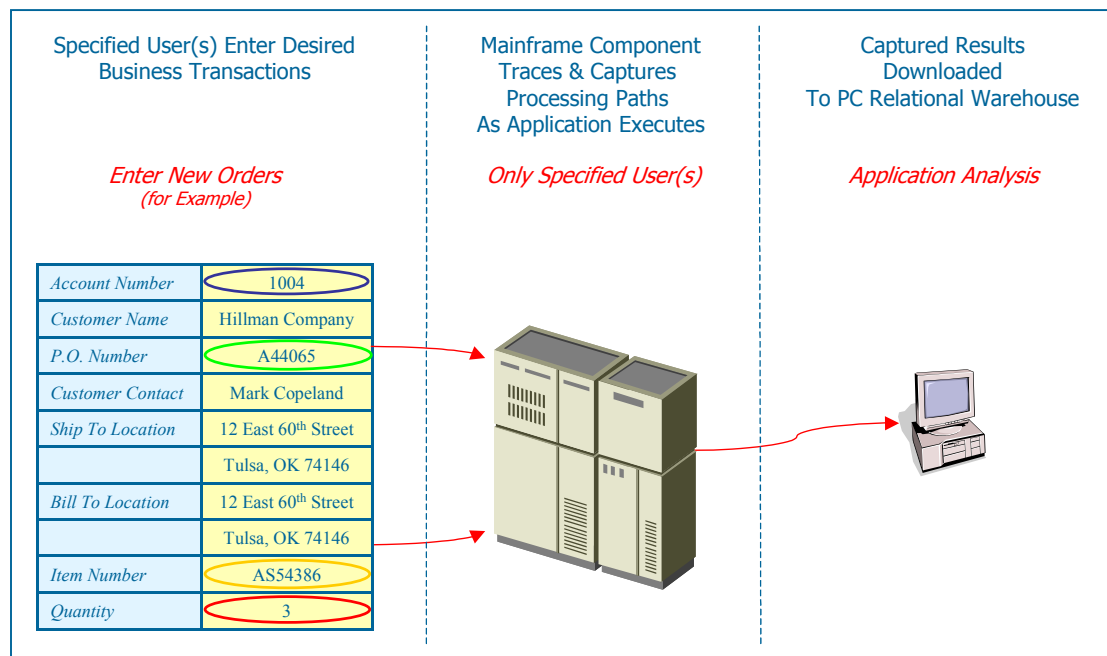 Specified User(s) Enter Desired
Business Transactions
Enter New Orders
(for Example)
Account Number 1004
Customer Name Hillman Company
P.O. Number A44065
Customer Contact Mark Copeland
Ship To Location 12 East 60th Street
Tulsa, OK 74146
Bill To Location 12 East 60th Street
Tulsa, OK 74146
Item Number AS54386
Quantity 3
Mainframe Component
Traces & Captures
Processing Paths
As Application Executes
Only Specified User(s)
Captured Results
Downloaded
To PC Relational Warehouse
Application Analysis